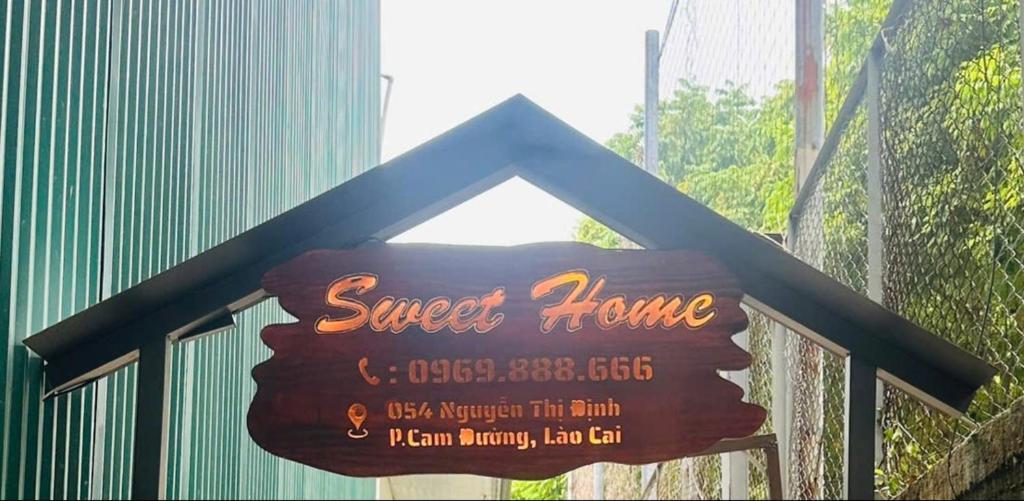 Sweet Home
: 0969.888.666
054 Nguyễn Thị Định
P.Cam Đường, Lào Cai